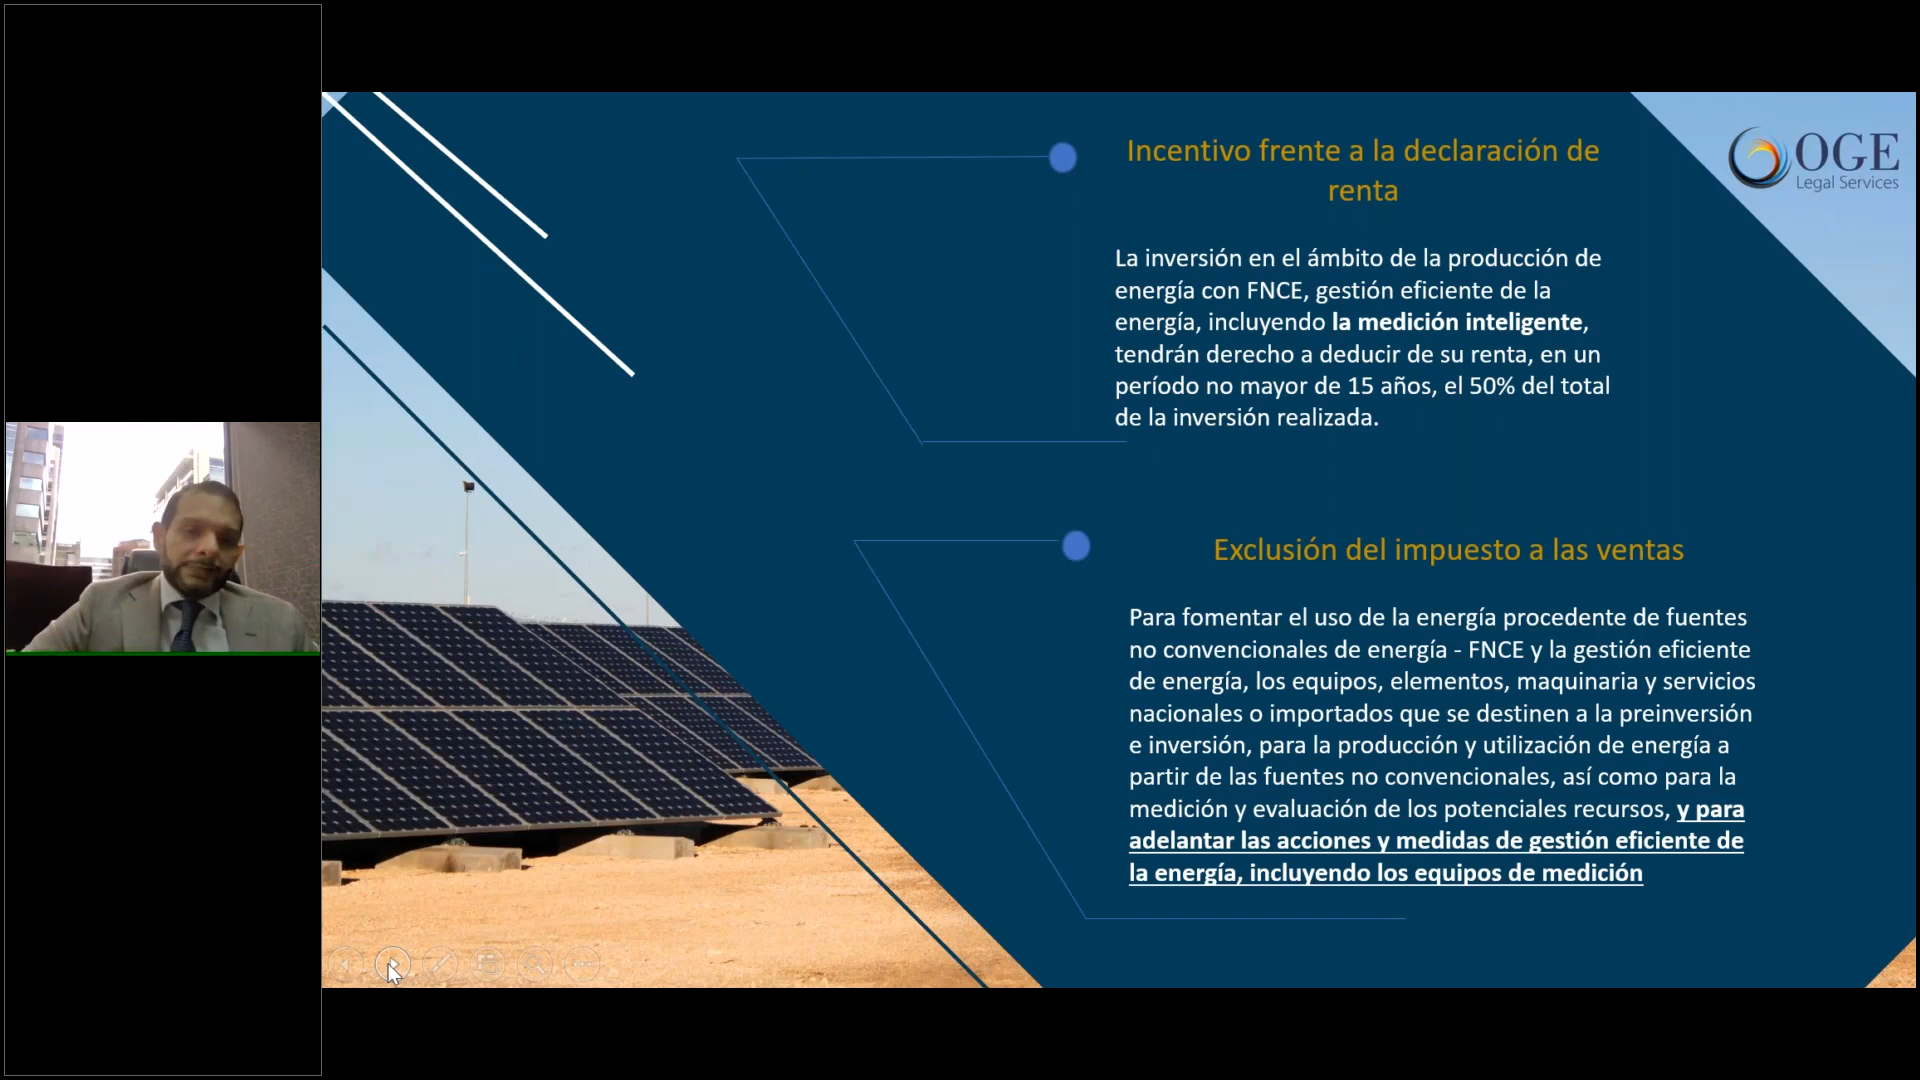 Incentivo frente a la declaración de
renta
OGE
Legal Services
La inversión en el ámbito de la producción de
energía con FNCE, gestión eficiente de la
energía, incluyendo la medición inteligente,
tendrán derecho a deducir de su renta, en un
período no mayor de 15 años, el 50% del total
de la inversión realizada.
Exclusión del impuesto a las ventas
Para fomentar el uso de la energía procedente de fuentes
no convencionales de energía - FNCE y la gestión eficiente
de energía, los equipos, elementos, maquinaria y servicios
nacionales o importados que se destinen a la preinversión
e inversión, para la producción y utilización de energía a
partir de las fuentes no convencionales, así como para la
medición y evaluación de los potenciales recursos, y para
adelantar las acciones y medidas de gestión eficiente de
la energía, incluyendo los equipos de medición